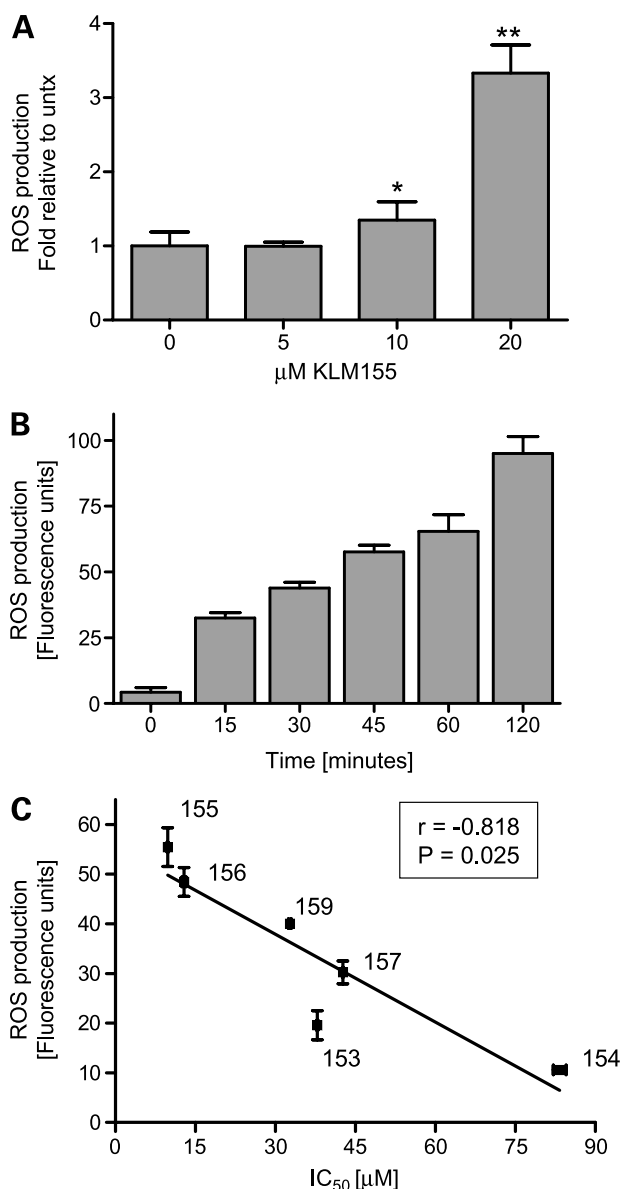 A
ROS production
Fold relative to untx
4
3
2
1
0
*
**
0 5 10 20
μM KLM155
B
ROS production
[Fluorescence units]
100
75
50
25
0
0 15 30 45 60 120
Time [minutes]
C
ROS production
[Fluorescence units]
60
50
40
30
20
10
0
155
156
159
157
153
154
r = -0.818
P = 0.025
0 15 30 45 60 75 90
IC50 [μM]